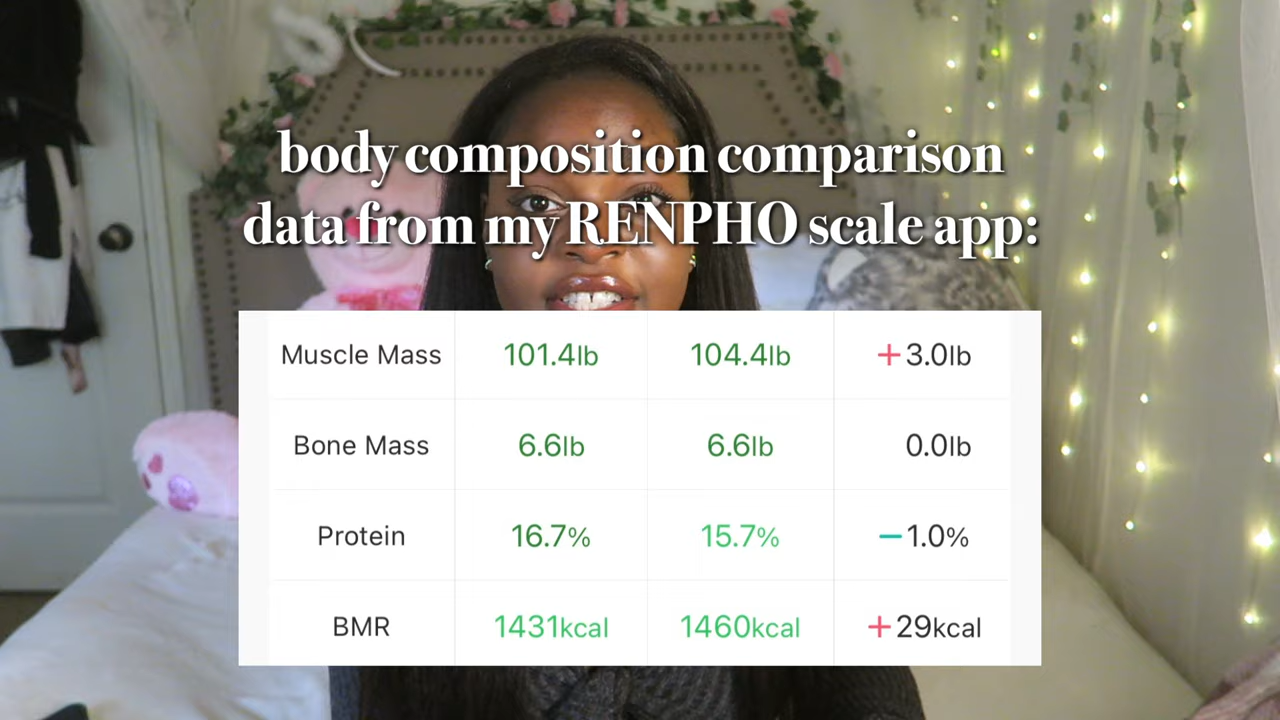 body composition comparison
data from my RENPHO scale app:
Muscle Mass 101.4lb 104.4lb +3.0lb
Bone Mass 6.6lb 6.6lb 0.0lb
Protein 16.7% 15.7% −1.0%
BMR 1431kcal 1460kcal +29kcal